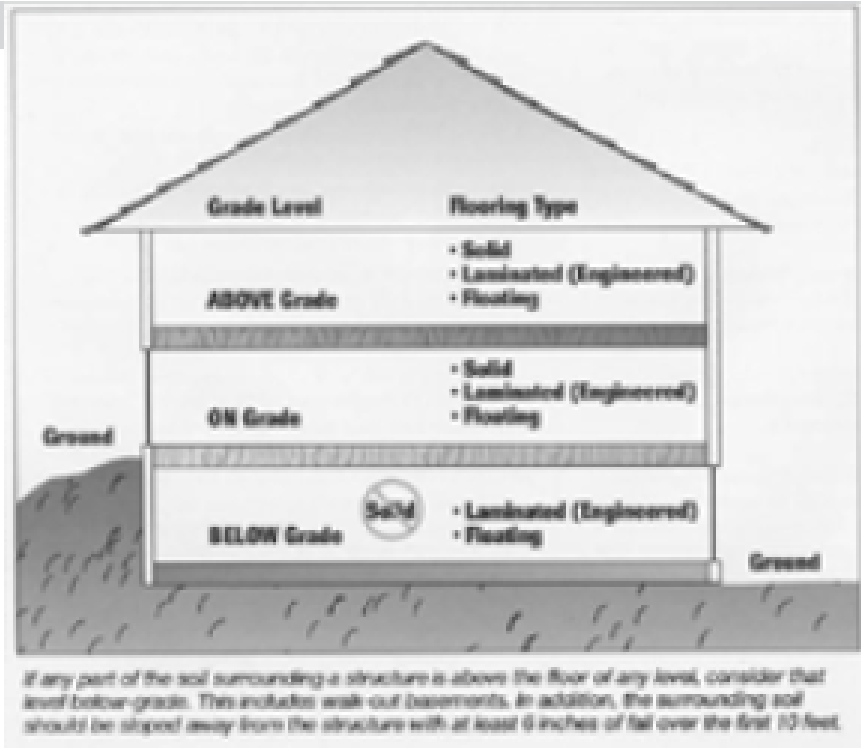 Grade Level Flooring Type
• Solid
• Laminated (Engineered)
ABOVE Grade • Floating
• Solid
• Laminated (Engineered)
ON Grade • Floating
Ground
Solid • Laminated (Engineered)
BELOW Grade • Floating
Ground
If any part of the soil surrounding a structure is above the floor of any level, consider that
level below-grade. This includes walk-out basements. In addition, the surrounding soil
should be sloped away from the structure with at least 6 inches of fall over the first 10 feet.